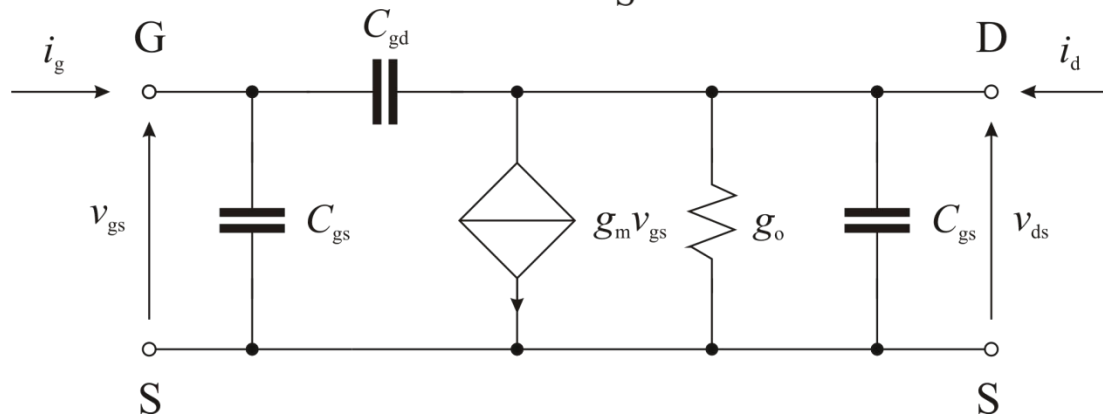 S
G C_gd D
i_g i_d
v_gs C_gs g_m v_gs g_o C_gs v_ds
S S